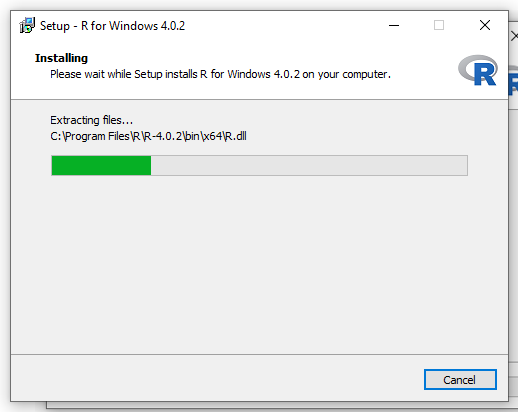 Setup - R for Windows 4.0.2
Installing
Please wait while Setup installs R for Windows 4.0.2 on your computer.
R
Extracting files...
C:\Program Files\R\R-4.0.2\bin\x64\R.dll
Cancel